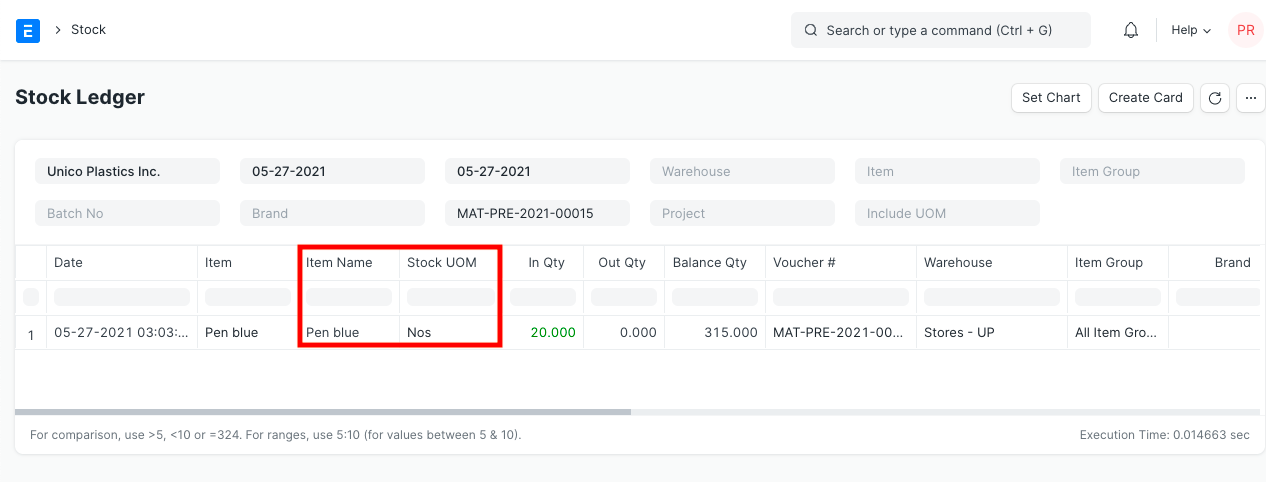 E > Stock Search or type a command (Ctrl + G) Help PR
Stock Ledger Set Chart Create Card ...
Unico Plastics Inc. 05-27-2021 05-27-2021 Warehouse Item Item Group
Batch No Brand MAT-PRE-2021-00015 Project Include UOM
Date Item Item Name Stock UOM In Qty Out Qty Balance Qty Voucher # Warehouse Item Group Brand
1 05-27-2021 03:03:... Pen blue Pen blue Nos 20.000 0.000 315.000 MAT-PRE-2021-00... Stores - UP All Item Gro...
For comparison, use >5, <10 or =324. For ranges, use 5:10 (for values between 5 & 10). Execution Time: 0.014663 sec